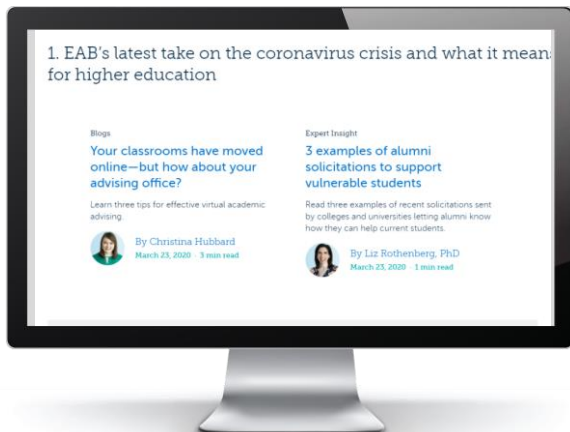 1. EAB's latest take on the coronavirus crisis and what it mean
for higher education
Blogs
Your classrooms have moved
online—but how about your
advising office?
Learn three tips for effective virtual academic
advising.
By Christina Hubbard
March 23, 2020 · 3 min read
Expert Insight
3 examples of alumni
solicitations to support
vulnerable students
Read three examples of recent solicitations sent
by colleges and universities letting alumni know
how they can help current students.
By Liz Rothenberg, PhD
March 23, 2020 · 1 min read